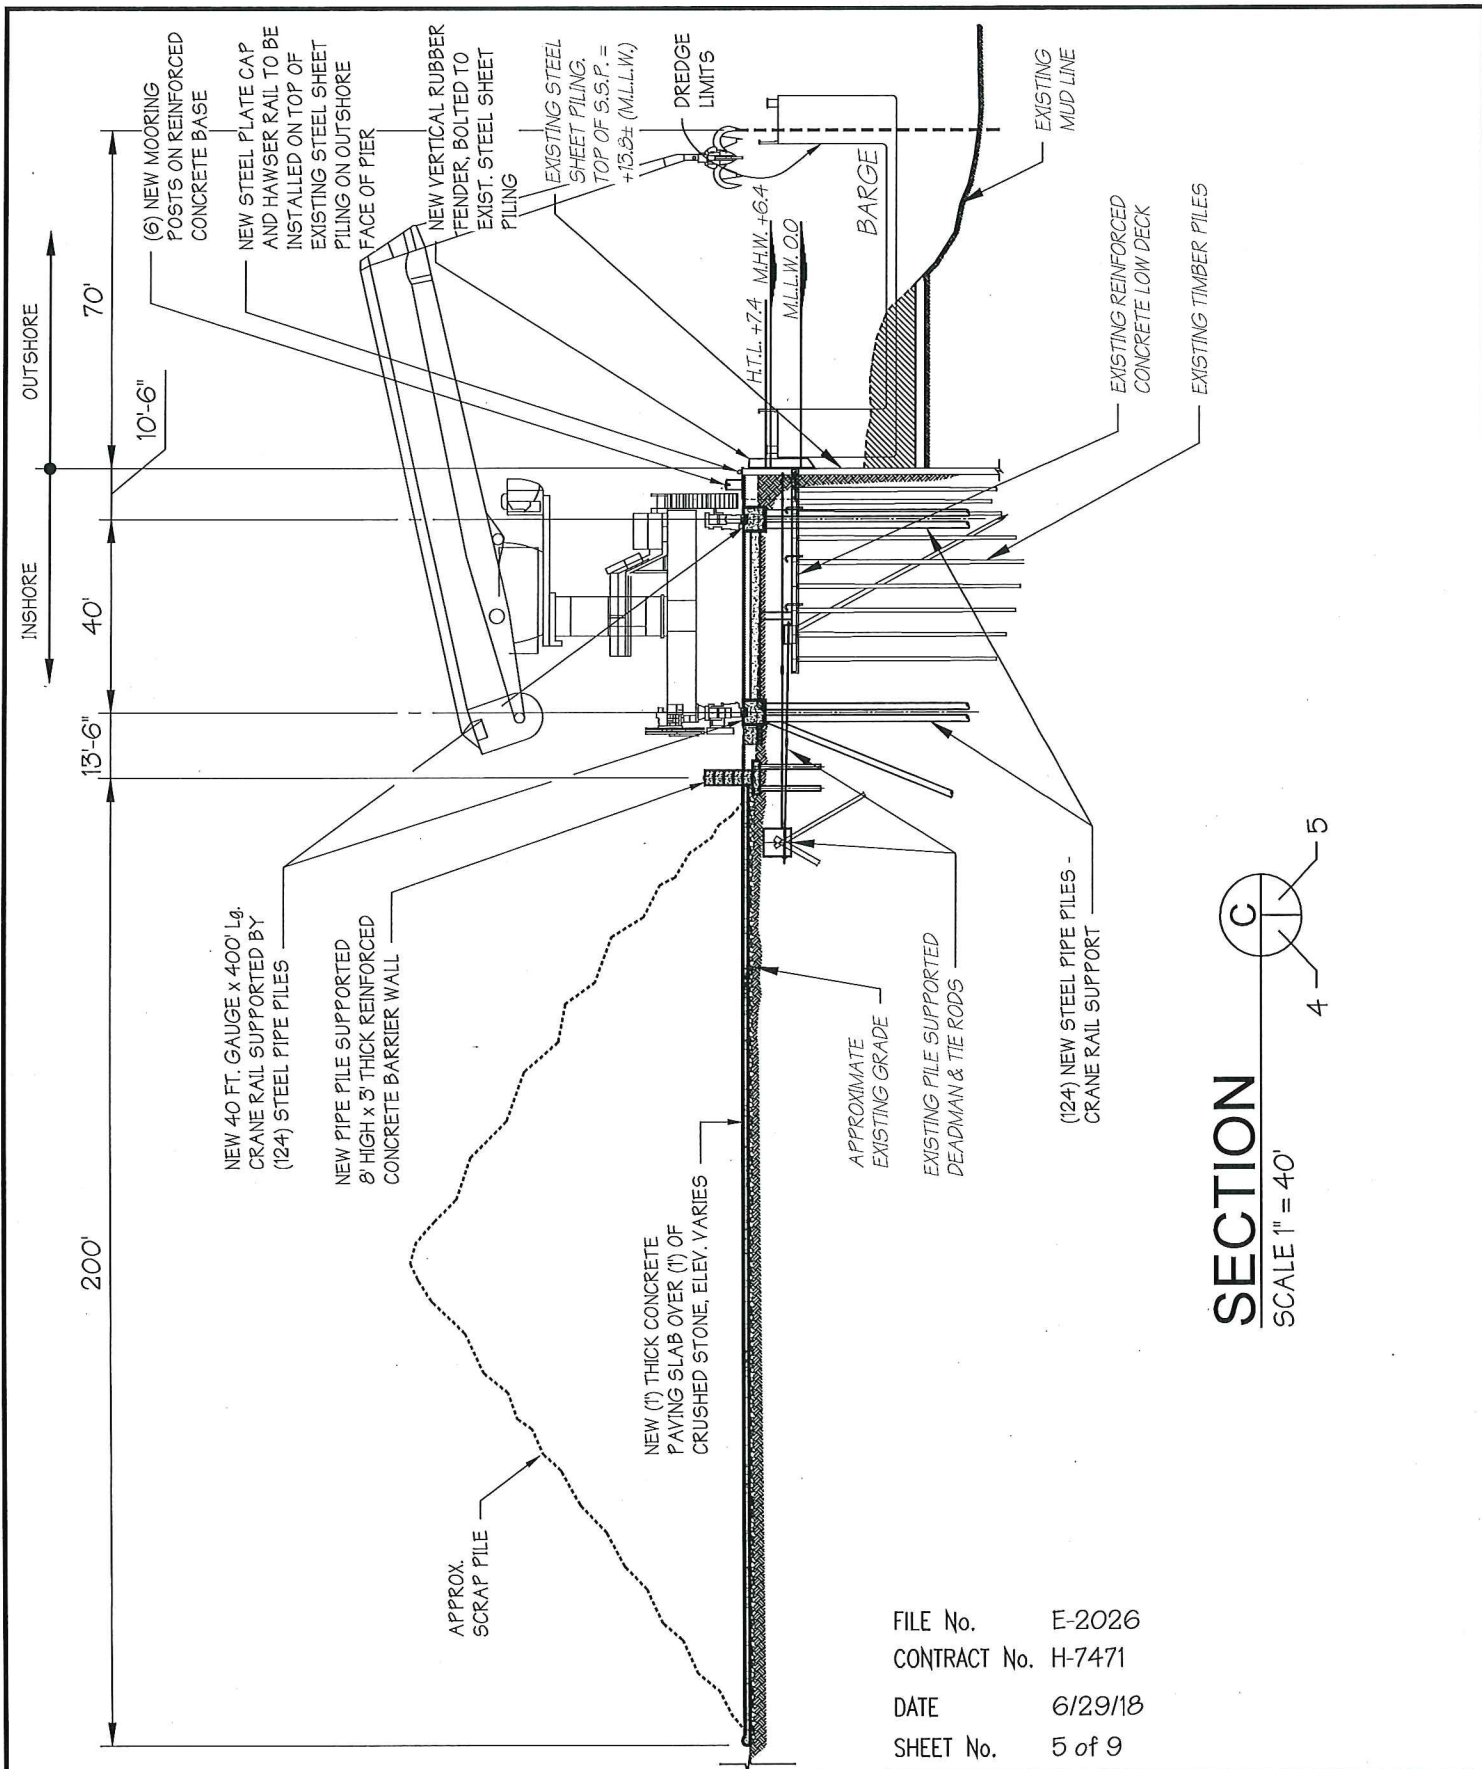 INSHORE
OUTSHORE
200'
13'-6"
40'
10'-6"
70'
(6) NEW MOORING
POSTS ON REINFORCED
CONCRETE BASE
NEW STEEL PLATE CAP
AND HAWSER RAIL TO BE
INSTALLED ON TOP OF
EXISTING STEEL SHEET
PILING ON OUTSHORE
FACE OF PIER
NEW VERTICAL RUBBER
FENDER, BOLTED TO
EXIST. STEEL SHEET
PILING
EXISTING STEEL
SHEET PILING.
TOP OF S.S.P. =
+13.8± (M.L.L.W.)
DREDGE
LIMITS
NEW 40 FT. GAUGE x 400' Lg.
CRANE RAIL SUPPORTED BY
(124) STEEL PIPE PILES
NEW PIPE PILE SUPPORTED
8' HIGH x 3' THICK REINFORCED
CONCRETE BARRIER WALL
APPROX.
SCRAP PILE
NEW (1') THICK CONCRETE
PAVING SLAB OVER (1') OF
CRUSHED STONE, ELEV. VARIES
H.T.L. +7.4 M.H.W. +6.4
M.L.L.W. 0.0
BARGE
EXISTING
MUD LINE
APPROXIMATE
EXISTING GRADE
EXISTING PILE SUPPORTED
DEADMAN & TIE RODS
(124) NEW STEEL PIPE PILES -
CRANE RAIL SUPPORT
EXISTING REINFORCED
CONCRETE LOW DECK
EXISTING TIMBER PILES
SECTION
SCALE 1" = 40'
C
4
5
FILE No. E-2026
CONTRACT No. H-7471
DATE 6/29/18
SHEET No. 5 of 9